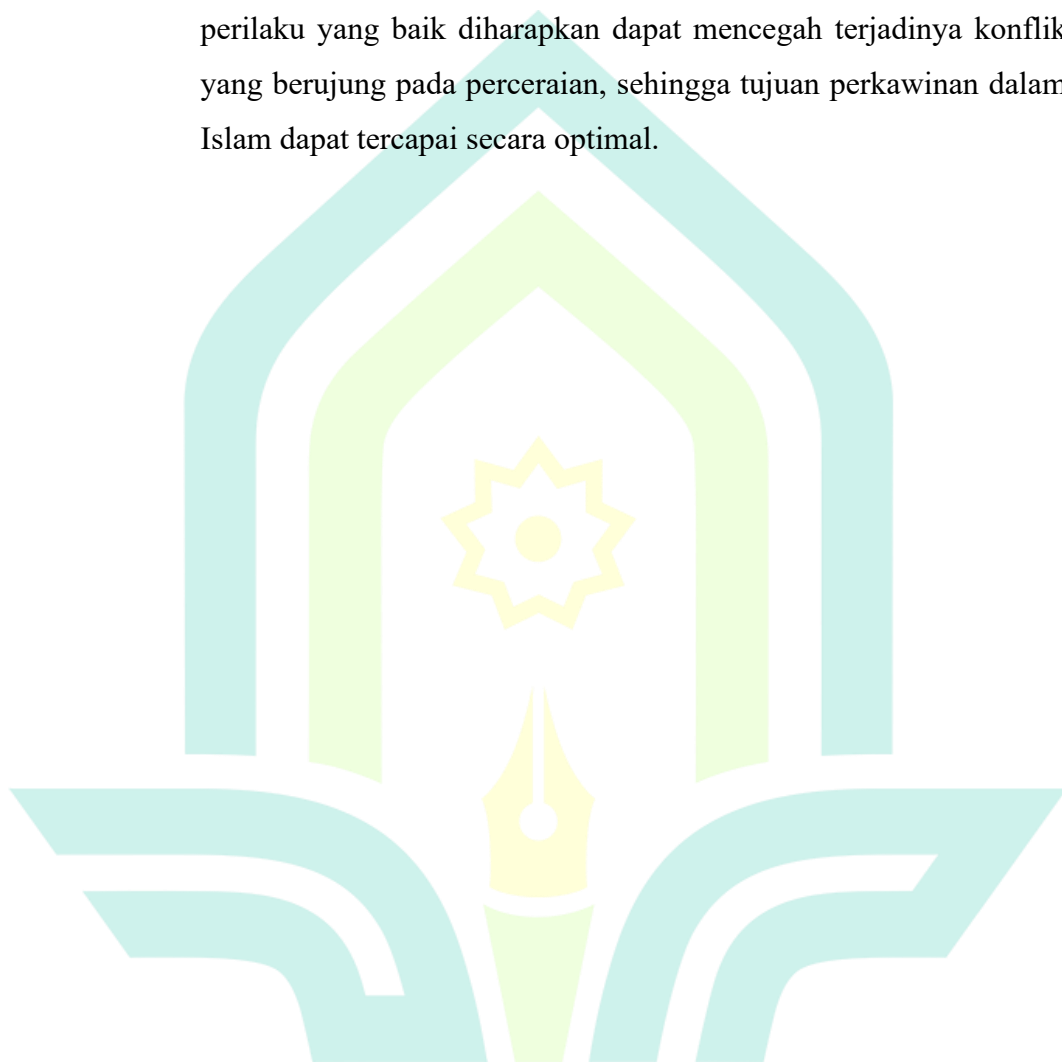 perilaku yang baik diharapkan dapat mencegah terjadinya konflik
yang berujung pada perceraian, sehingga tujuan perkawinan dalam
Islam dapat tercapai secara optimal.